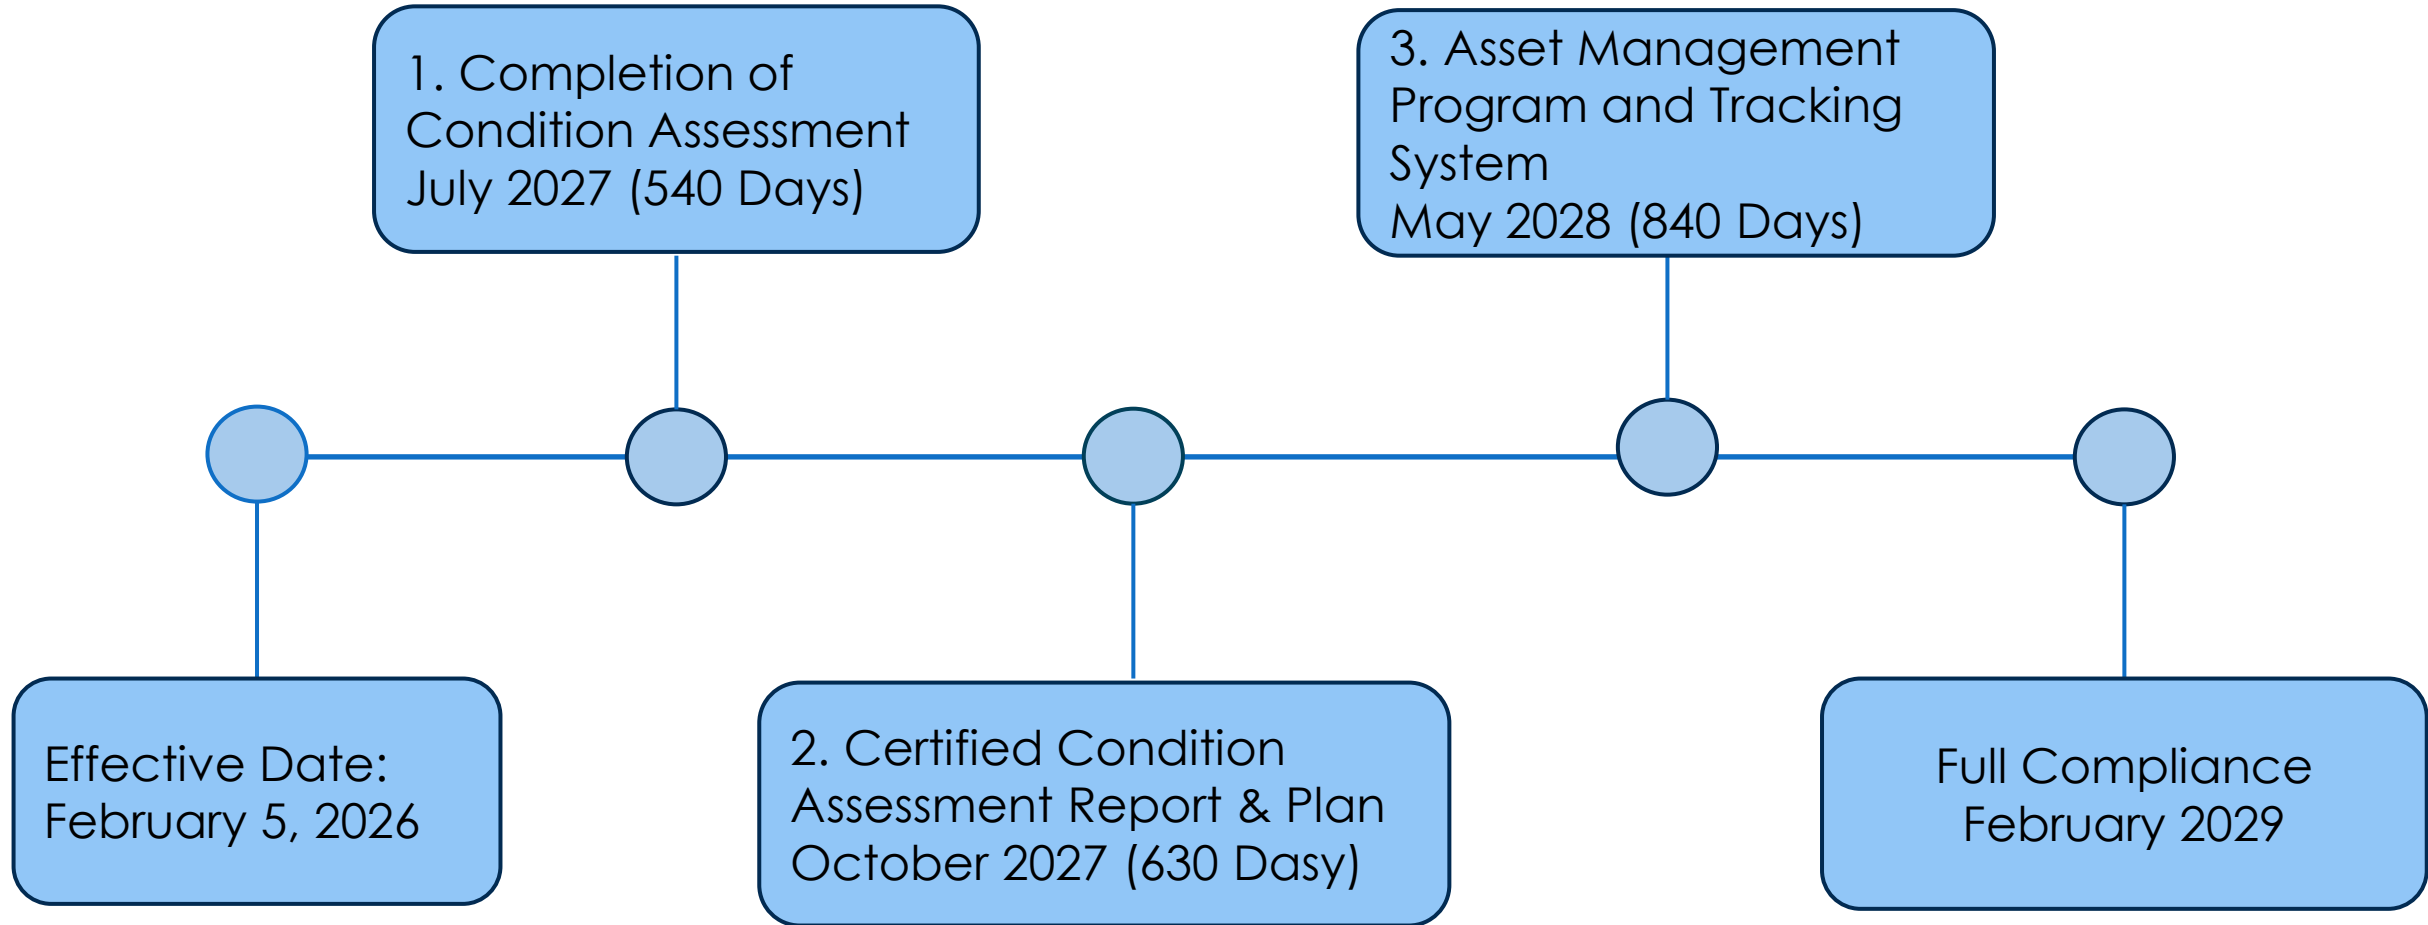 1. Completion of
Condition Assessment
July 2027 (540 Days)
3. Asset Management
Program and Tracking
System
May 2028 (840 Days)
Effective Date:
February 5, 2026
2. Certified Condition
Assessment Report & Plan
October 2027 (630 Dasy)
Full Compliance
February 2029